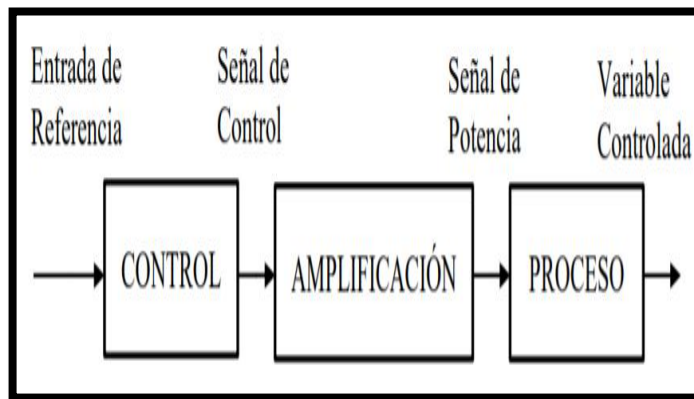 Entrada de
Referencia
Señal de
Control
Señal de
Potencia
Variable
Controlada
CONTROL
AMPLIFICACIÓN
PROCESO